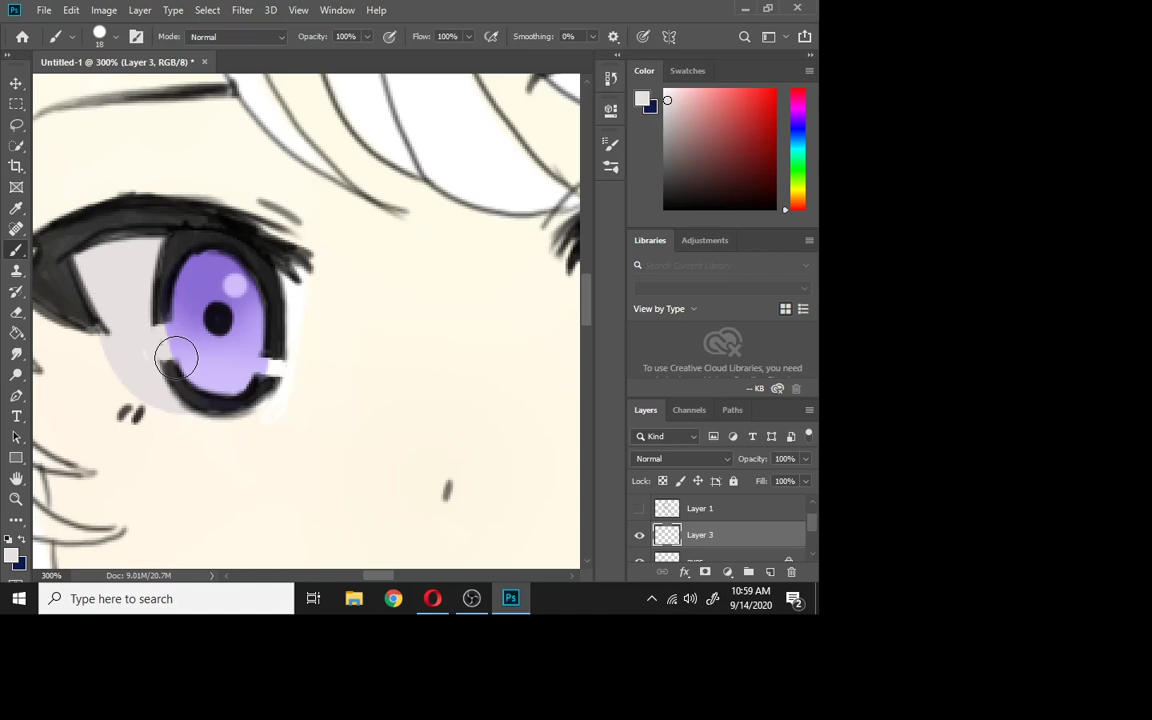 Ps File Edit Image Layer Type Select Filter 3D View Window Help
18 Mode: Normal Opacity: 100% Flow: 100% Smoothing: 0%
Untitled-1 @ 300% (Layer 3, RGB/8) * ×
Color Swatches
Libraries Adjustments
Search Current Library
View by Type
To use Creative Cloud Libraries, you need
-- KB
Layers Channels Paths
Kind
Normal Opacity: 100%
Lock: Fill: 100%
Layer 1
Layer 3
300% Doc: 9.01M/20.7M
Type here to search
Ps
10:59 AM
9/14/2020
2